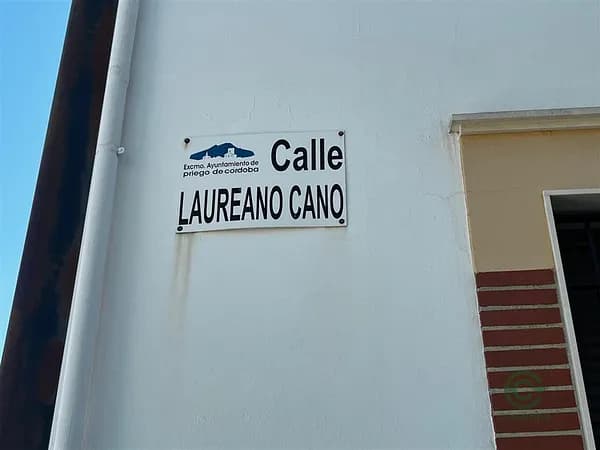 Excmo. Ayuntamiento de
priego de cordoba
Calle
LAUREANO CANO